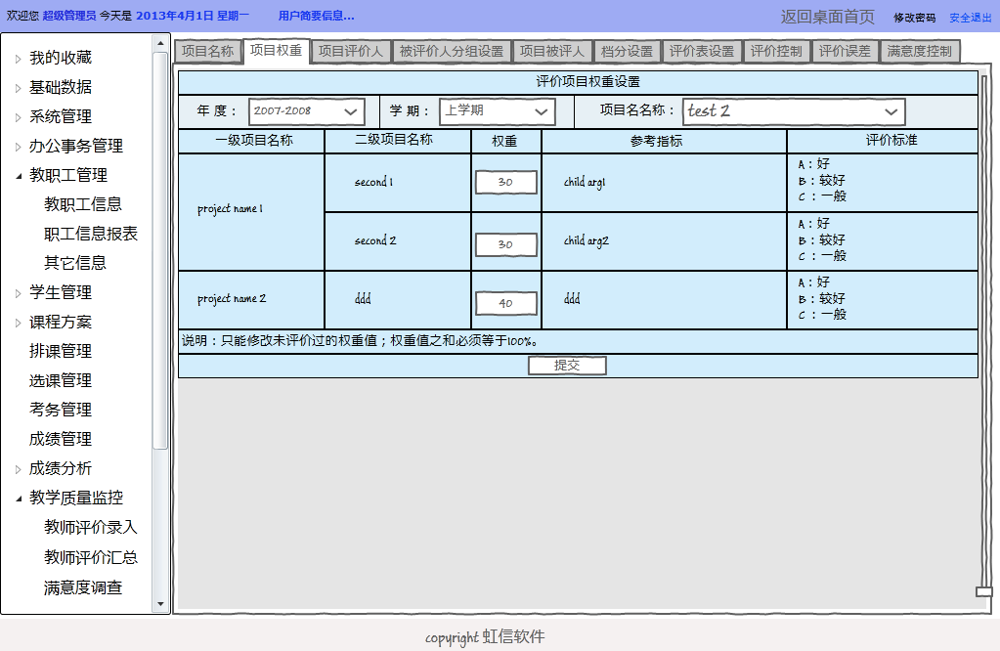 欢迎您 超级管理员 今天是 2013年4月1日 星期一 用户简要信息... 返回桌面首页 修改密码 安全退出
我的收藏
基础数据
系统管理
办公事务管理
教职工管理
教职工信息
职工信息报表
其它信息
学生管理
课程方案
排课管理
选课管理
考务管理
成绩管理
成绩分析
教学质量监控
教师评价录入
教师评价汇总
满意度调查
项目名称 项目权重 项目评价人 被评价人分组设置 项目被评人 档分设置 评价表设置 评价控制 评价误差 满意度控制
评价项目权重设置
年 度： 2007-2008 学 期： 上学期 项目名名称： test 2
一级项目名称 二级项目名称 权重 参考指标 评价标准
project name 1 second 1 30 child arg1 A：好
B：较好
C ：一般
second 2 30 child arg2 A：好
B：较好
C ：一般
project name 2 ddd 40 ddd A：好
B：较好
C ：一般
说明：只能修改未评价过的权重值；权重值之和必须等于100%。
提交
copyright 虹信软件